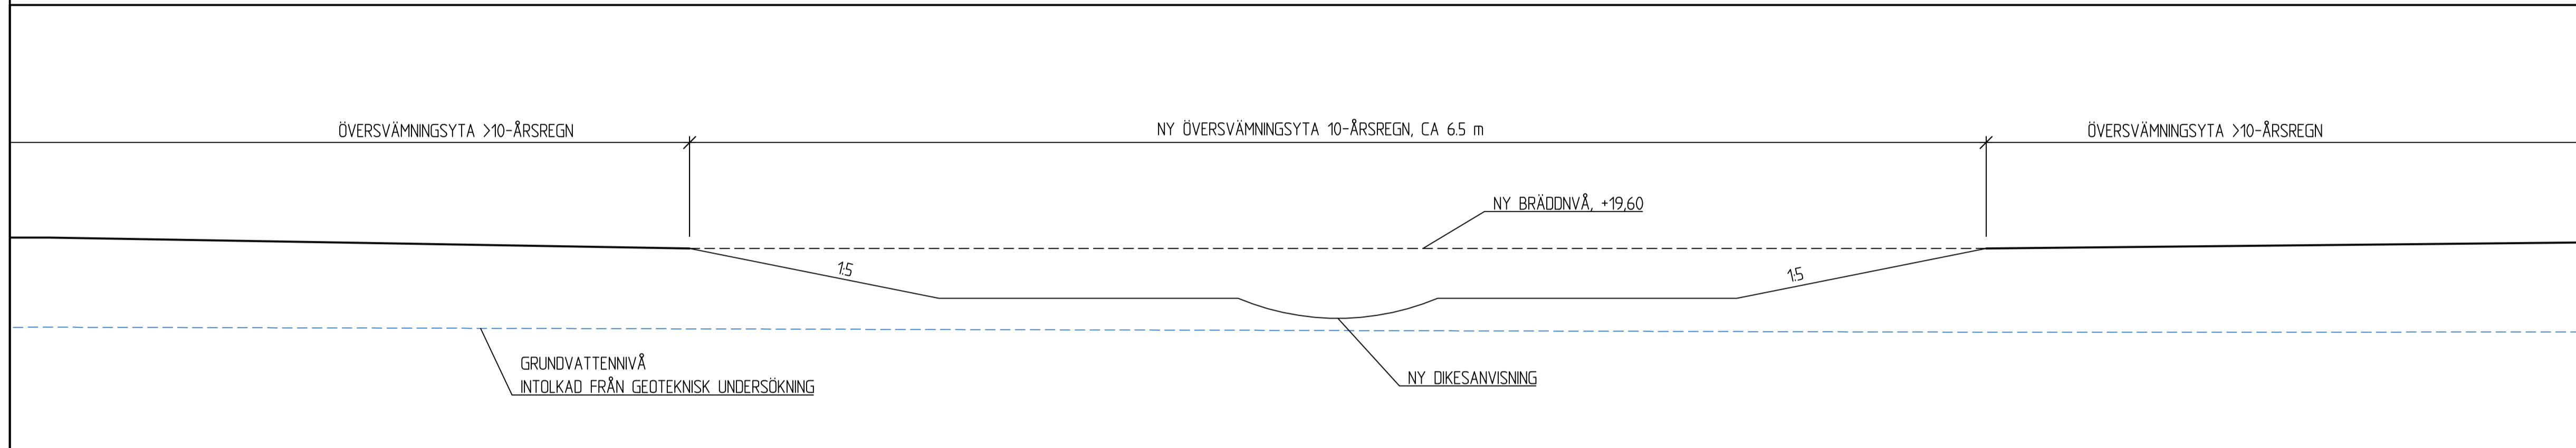 ÖVERSVÄMNINGSYTA >10-ÅRSREGN
NY ÖVERSVÄMNINGSYTA 10-ÅRSREGN, CA 6.5 m
ÖVERSVÄMNINGSYTA >10-ÅRSREGN
NY BRÄDDNVÅ, +19,60
1:5
1:5
GRUNDVATTENNIVÅ
INTOLKAD FRÅN GEOTEKNISK UNDERSÖKNING
NY DIKESANVISNING